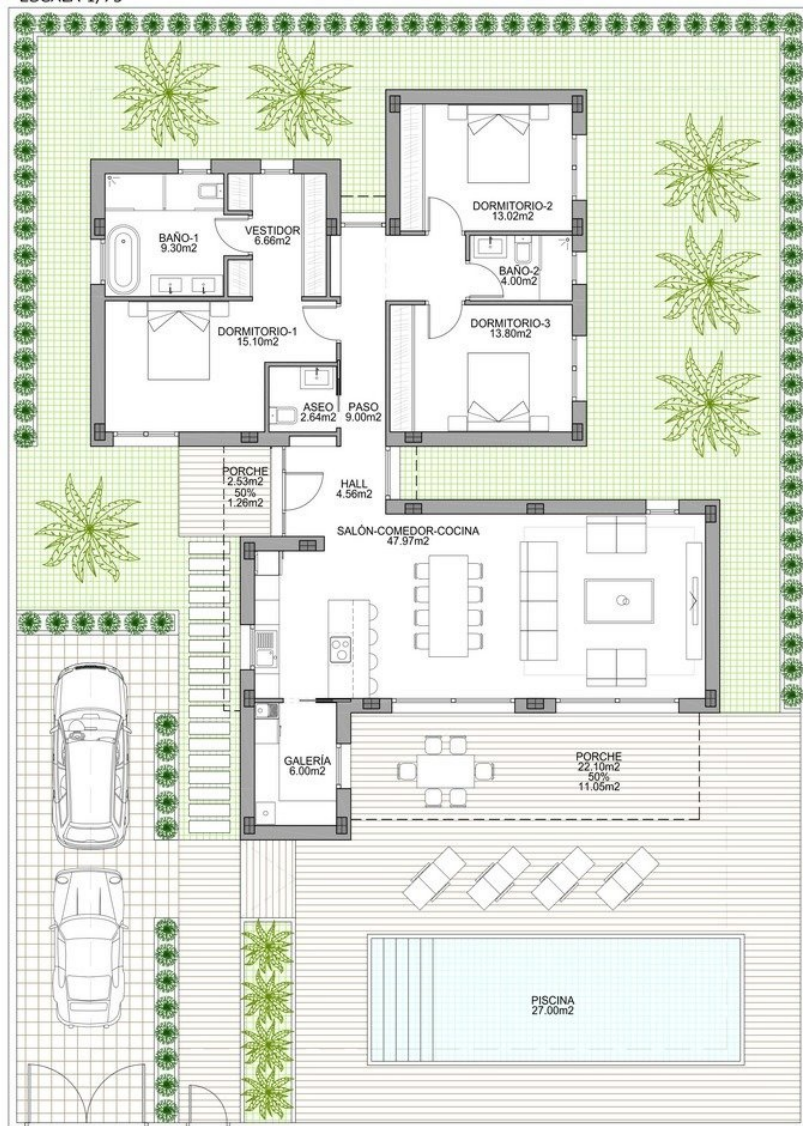 DORMITORIO-2
13.02m2
BAÑO-1
9.30m2
VESTIDOR
6.66m2
BAÑO-2
4.00m2
DORMITORIO-1
15.10m2
DORMITORIO-3
13.80m2
ASEO
2.64m2
PASO
9.00m2
PORCHE
2.53m2
50%
1.26m2
HALL
4.56m2
SALÓN-COMEDOR-COCINA
47.97m2
GALERÍA
6.00m2
PORCHE
22.10m2
50%
11.05m2
PISCINA
27.00m2